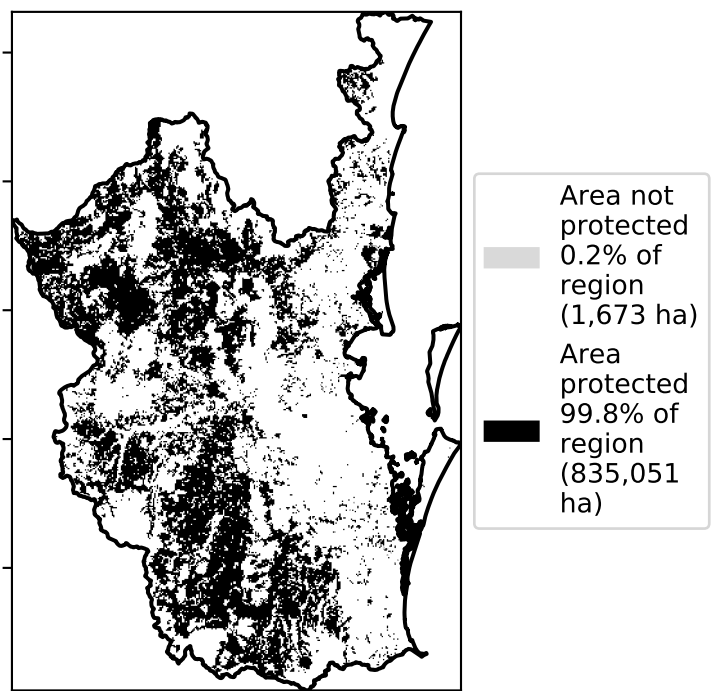 Area not
protected
0.2% of
region
(1,673 ha)
Area
protected
99.8% of
region
(835,051
ha)